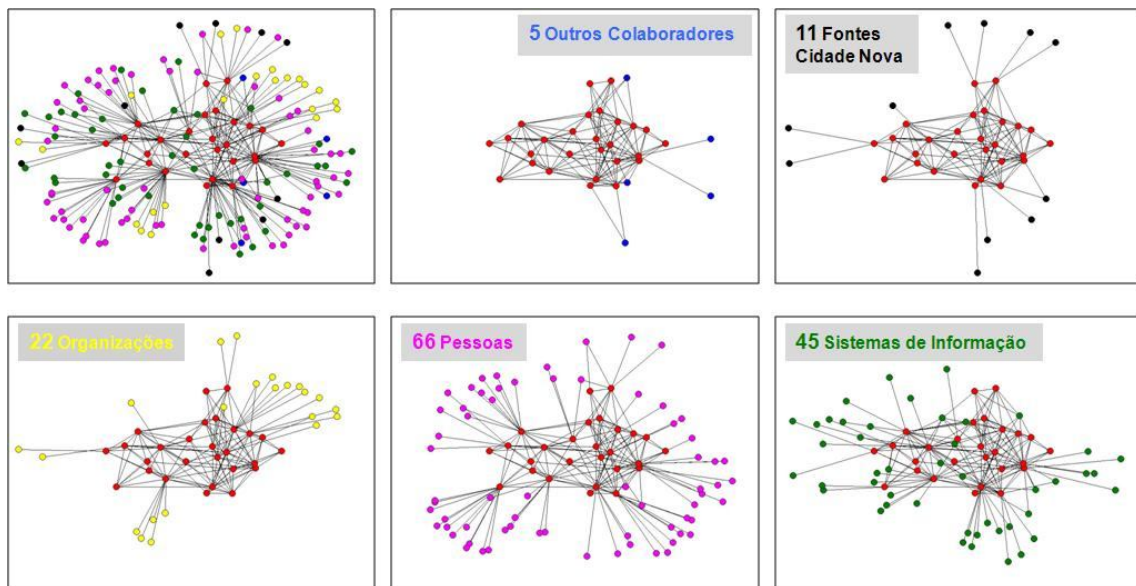 5 Outros Colaboradores
11 Fontes
Cidade Nova
22 Organizações
66 Pessoas
45 Sistemas de Informação